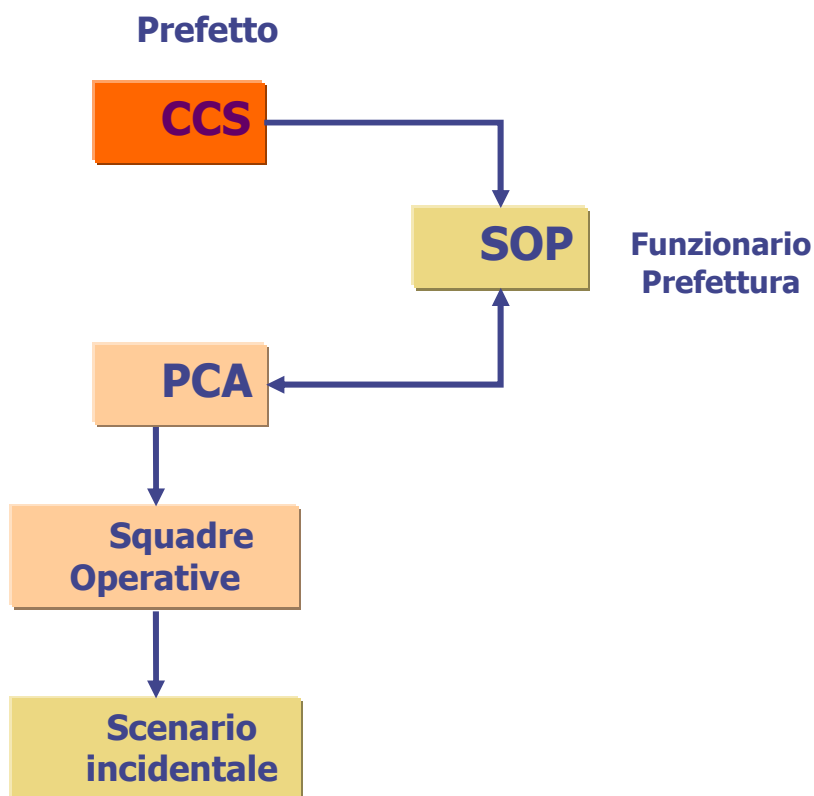 Prefetto
CCS
SOP
Funzionario
Prefettura
PCA
Squadre
Operative
Scenario
incidentale